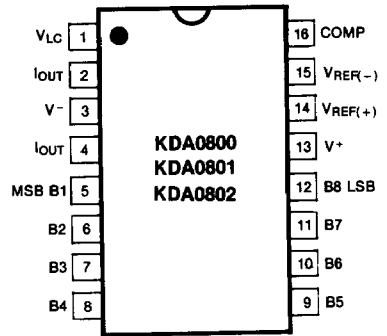 VLC 1
IOUT 2
V− 3
IOUT 4
MSB B1 5
B2 6
B3 7
B4 8
KDA0800
KDA0801
KDA0802
16 COMP
15 VREF(−)
14 VREF(+)
13 V+
12 B8 LSB
11 B7
10 B6
9 B5